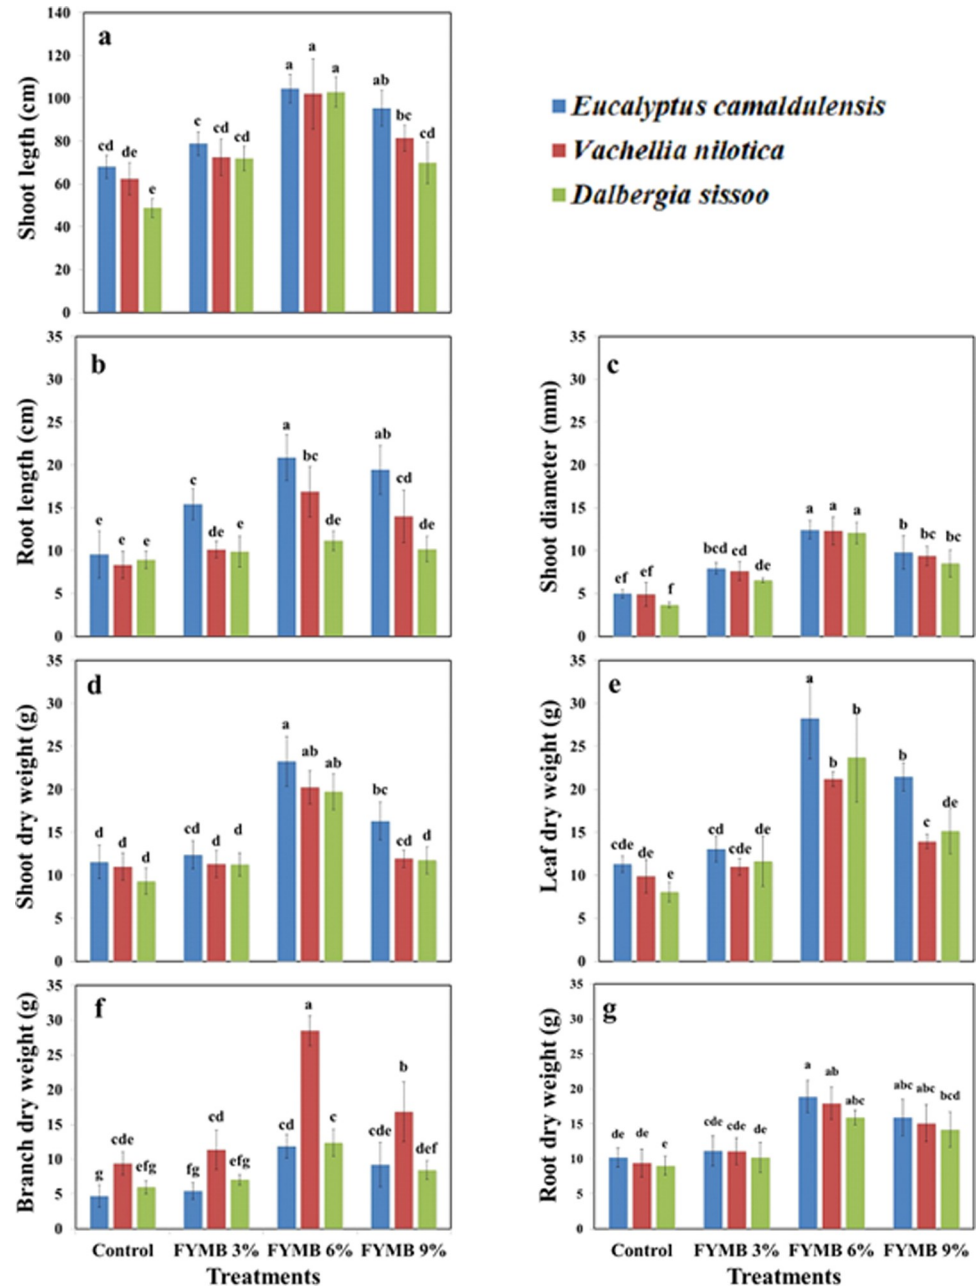 a
Shoot legth (cm)
140
120
100
80
60
40
20
0
cd de e
c cd cd
a a a
ab bc cd
Eucalyptus camaldulensis
Vachellia nilotica
Dalbergia sissoo
b
Root length (cm)
35
30
25
20
15
10
5
0
e e e
c de e
a bc de
ab cd de
c
Shoot diameter (mm)
35
30
25
20
15
10
5
0
ef ef f
bcd cd de
a a a
b bc bc
d
Shoot dry weight (g)
35
30
25
20
15
10
5
0
d d d
cd d d
a ab ab
bc cd d
e
Leaf dry weight (g)
35
30
25
20
15
10
5
0
cde de e
cd de de
a b b
b c de
f
Branch dry weight (g)
35
30
25
20
15
10
5
0
g cde efg
fg cd efg
cd a c
cde b def
Control FYMB 3% FYMB 6% FYMB 9%
Treatments
g
Root dry weight (g)
35
30
25
20
15
10
5
0
de de e
cde cde de
a ab abc
abc abc bcd
Control FYMB 3% FYMB 6% FYMB 9%
Treatments